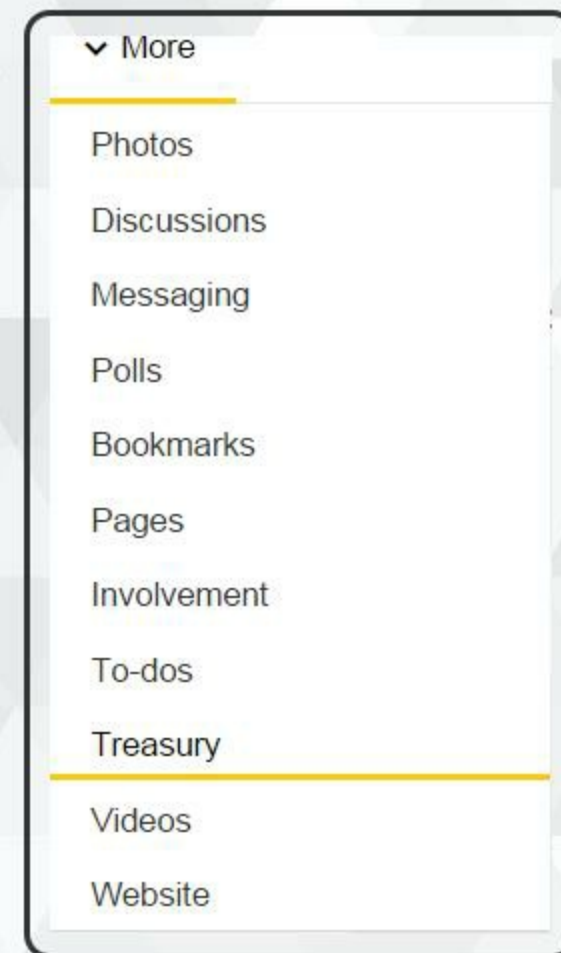 More
Photos
Discussions
Messaging
Polls
Bookmarks
Pages
Involvement
To-dos
Treasury
Videos
Website